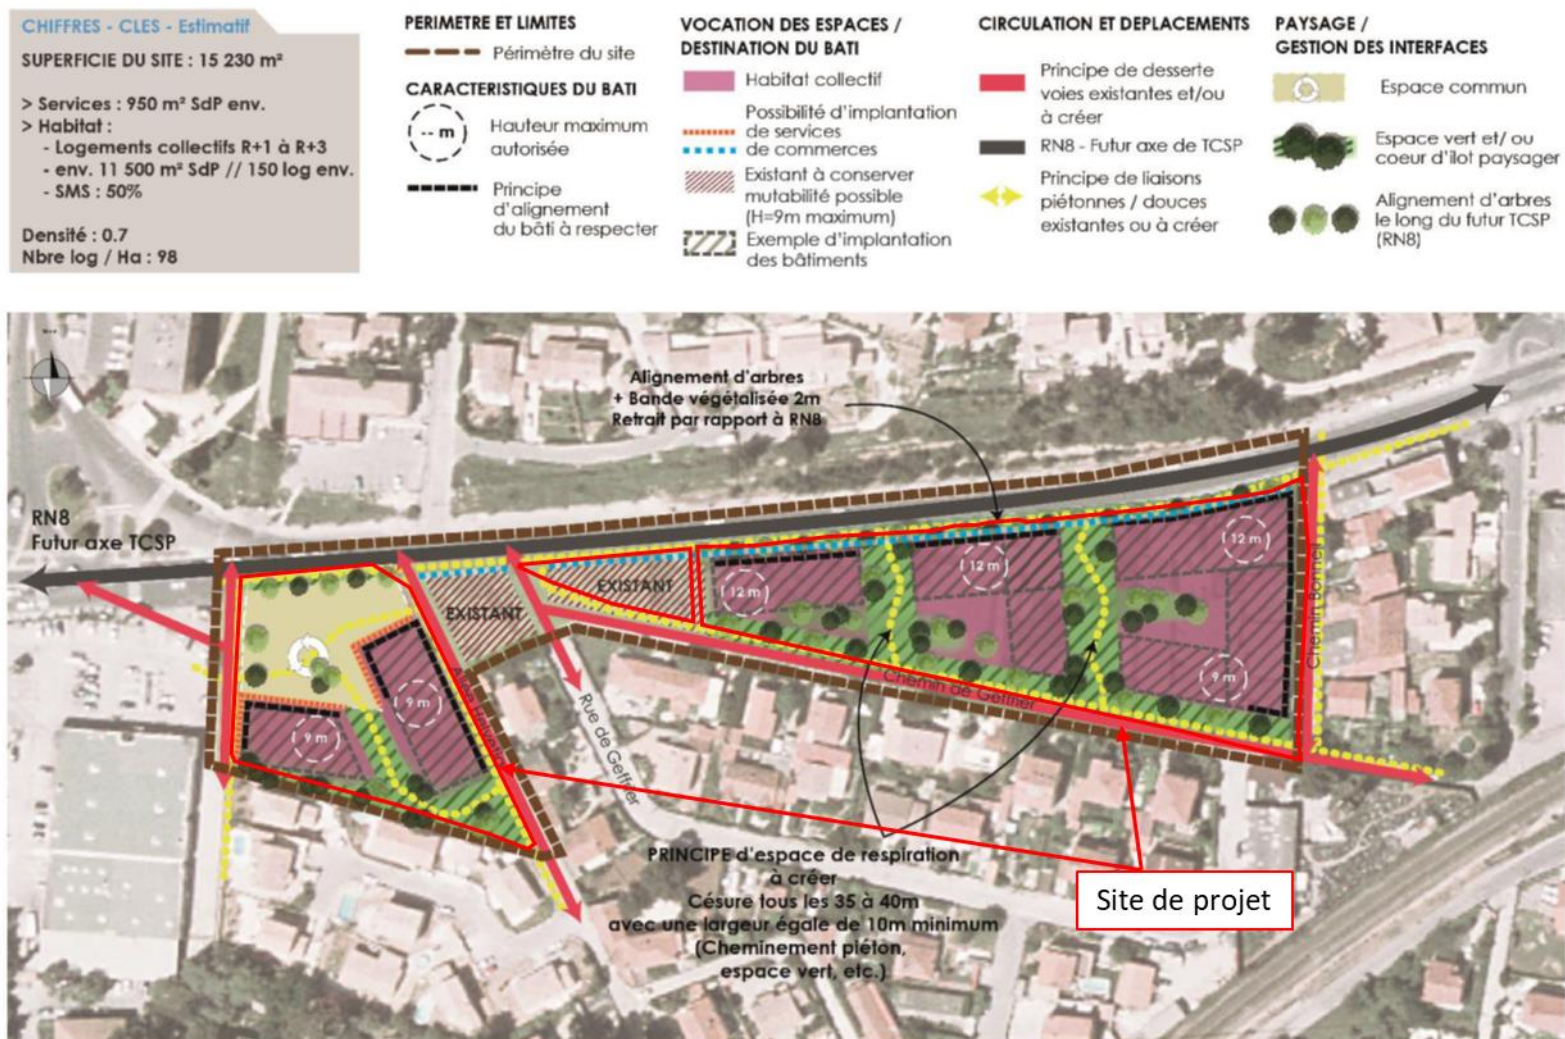 CHIFFRES - CLES - Estimatif
SUPERFICIE DU SITE : 15 230 m²
> Services : 950 m² SdP env.
> Habitat :
- Logements collectifs R+1 à R+3
- env. 11 500 m² SdP // 150 log env.
- SMS : 50%
Densité : 0.7
Nbre log / Ha : 98
PERIMETRE ET LIMITES
Périmètre du site
CARACTERISTIQUES DU BATI
-- m
Hauteur maximum
autorisée
Principe
d'alignement
du bâti à respecter
VOCATION DES ESPACES /
DESTINATION DU BATI
Habitat collectif
Possibilité d'implantation
de services
de commerces
Existant à conserver
mutabilité possible
(H=9m maximum)
Exemple d'implantation
des bâtiments
CIRCULATION ET DEPLACEMENTS
Principe de desserte
voies existantes et/ou
à créer
RN8 - Futur axe de TCSP
Principe de liaisons
piétonnes / douces
existantes ou à créer
PAYSAGE /
GESTION DES INTERFACES
Espace commun
Espace vert et/ ou
coeur d'ilot paysager
Alignement d'arbres
le long du futur TCSP
(RN8)
Alignement d'arbres
+ Bande végétalisée 2m
Retrait par rapport à RN8
RN8
Futur axe TCSP
EXISTANT
EXISTANT
12 m
12 m
12 m
9 m
9 m
9 m
Chemin de Geffrier
Rue de Geffrier
PRINCIPE d'espace de respiration
à créer
Césure tous les 35 à 40m
avec une largeur égale de 10m minimum
(Cheminement piéton,
espace vert, etc.)
Site de projet